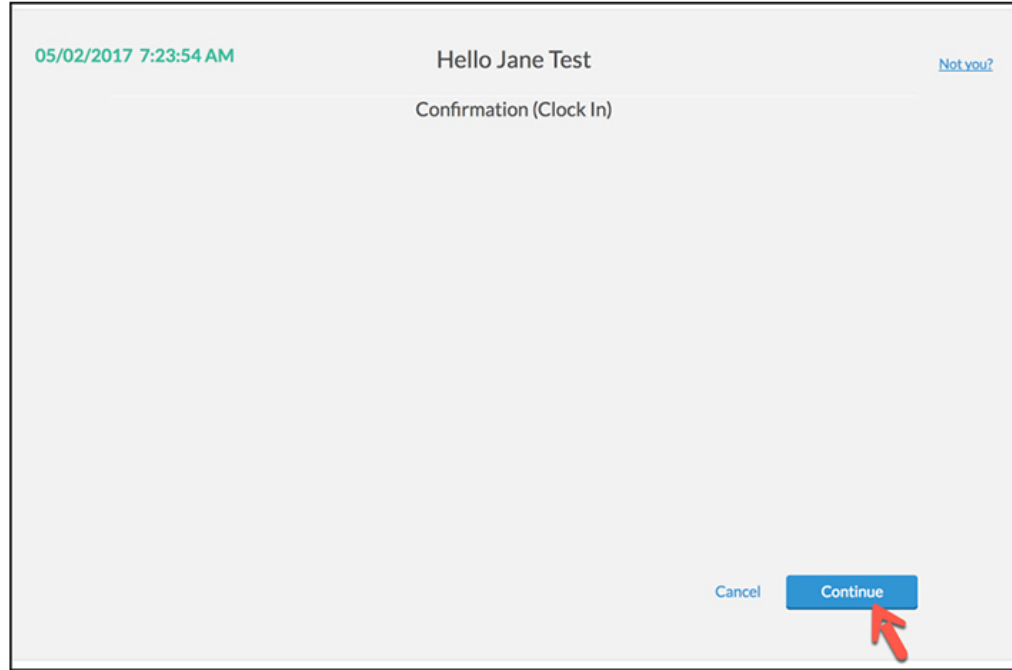 05/02/2017 7:23:54 AM
Hello Jane Test
Not you?
Confirmation (Clock In)
Cancel
Continue